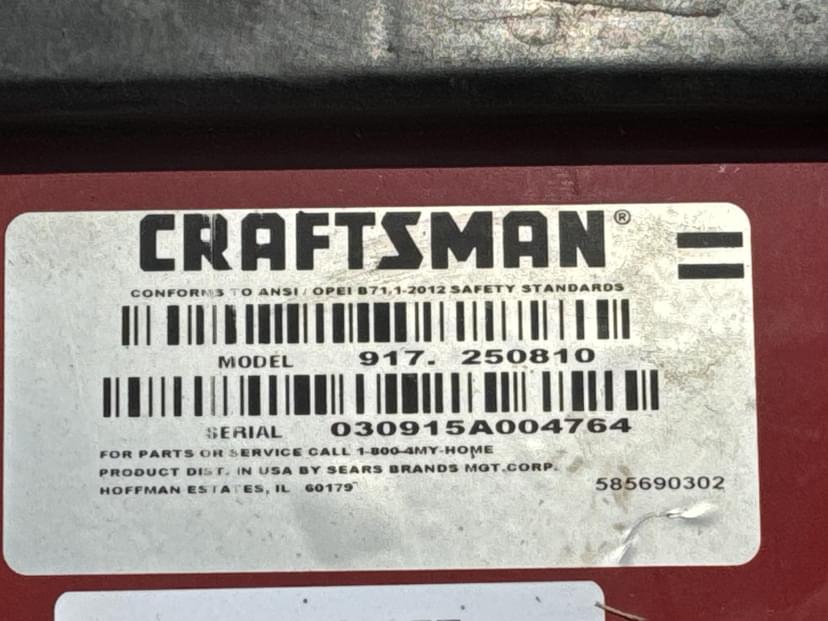 CRAFTSMAN®
CONFORMS TO ANSI / OPEI B71.1-2012 SAFETY STANDARDS
MODEL 917. 250810
SERIAL 030915A004764
FOR PARTS OR SERVICE CALL 1-800-4MY-HOME
PRODUCT DIST. IN USA BY SEARS BRANDS MGT.CORP.
HOFFMAN ESTATES, IL 60179
585690302